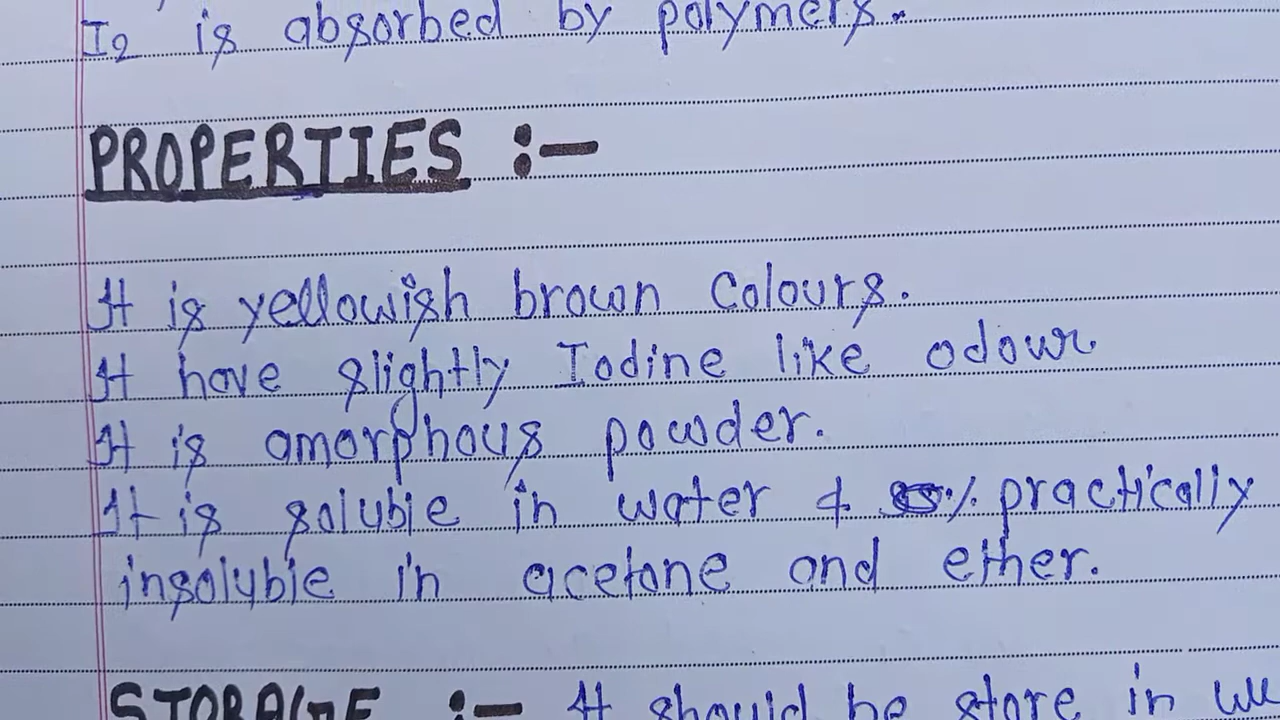 I2 is absorbed by polymers.
PROPERTIES :-
It is yellowish brown colours.
It have slightly Iodine like odour
It is amorphous powder.
It is soluble in water & practically
insoluble in acetone and ether.
STORAGE :- It should be store in